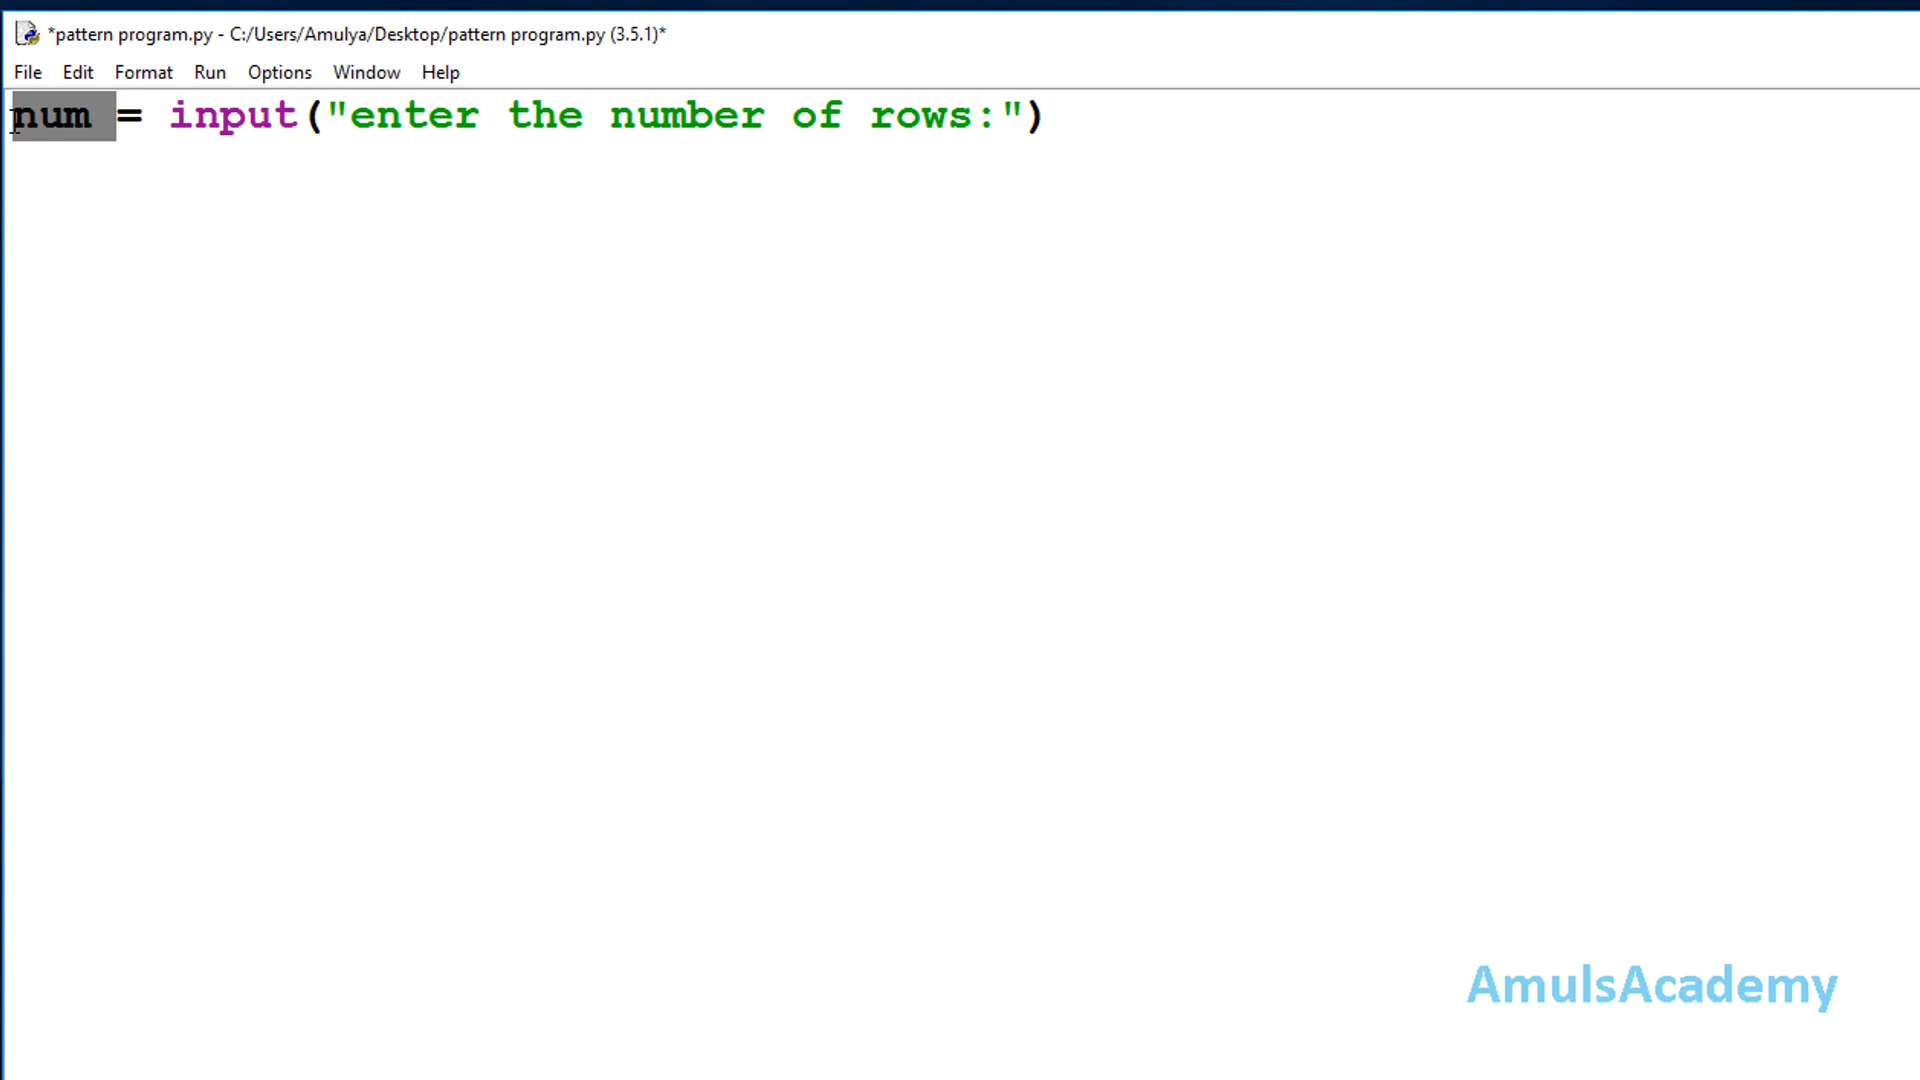 *pattern program.py - C:/Users/Amulya/Desktop/pattern program.py (3.5.1)*
File Edit Format Run Options Window Help
num = input("enter the number of rows:")
AmulsAcademy